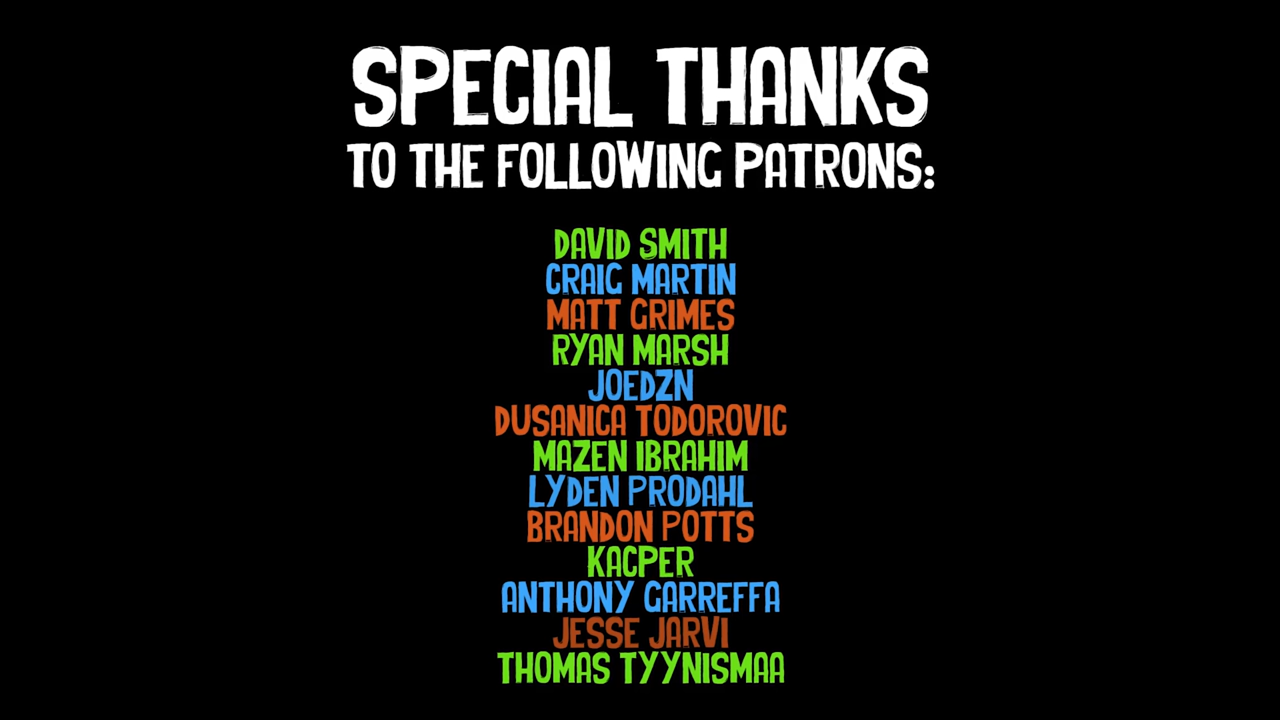 SPECIAL THANKS
TO THE FOLLOWING PATRONS:
DAVID SMITH
CRAIG MARTIN
MATT GRIMES
RYAN MARSH
JOEDZN
DUSANICA TODOROVIC
MAZEN IBRAHIM
LYDEN PRODAHL
BRANDON POTTS
KACPER
ANTHONY GARREFFA
JESSE JARVI
THOMAS TYYNISMAA